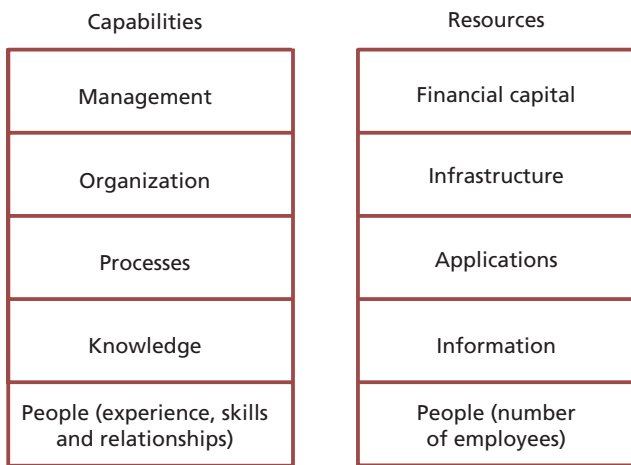 Capabilities
Management
Organization
Processes
Knowledge
People (experience, skills
and relationships)
Resources
Financial capital
Infrastructure
Applications
Information
People (number
of employees)